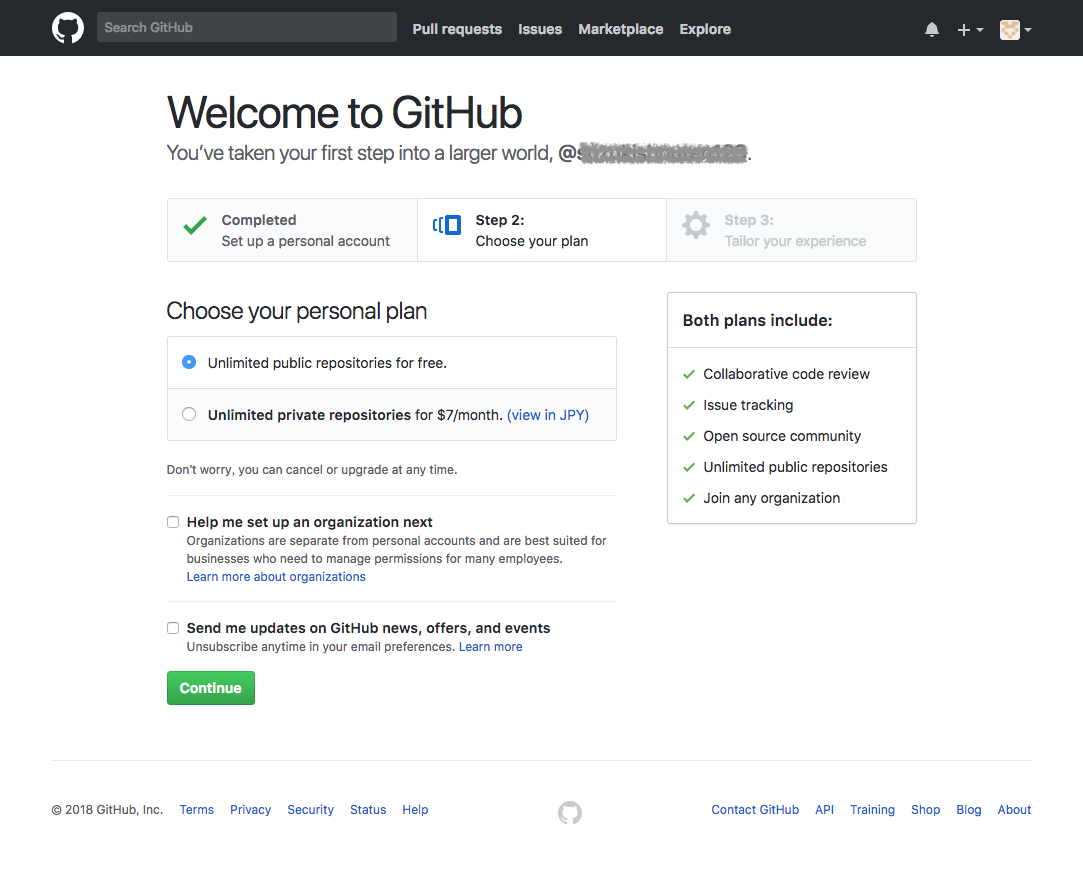 Search GitHub
Pull requests Issues Marketplace Explore
Welcome to GitHub
You’ve taken your first step into a larger world,
Completed
Set up a personal account
Step 2:
Choose your plan
Step 3:
Tailor your experience
Choose your personal plan
Unlimited public repositories for free.
Unlimited private repositories for $7/month. (view in JPY)
Don't worry, you can cancel or upgrade at any time.
Help me set up an organization next
Organizations are separate from personal accounts and are best suited for
businesses who need to manage permissions for many employees.
Learn more about organizations
Send me updates on GitHub news, offers, and events
Unsubscribe anytime in your email preferences. Learn more
Continue
Both plans include:
Collaborative code review
Issue tracking
Open source community
Unlimited public repositories
Join any organization
© 2018 GitHub, Inc. Terms Privacy Security Status Help
Contact GitHub API Training Shop Blog About